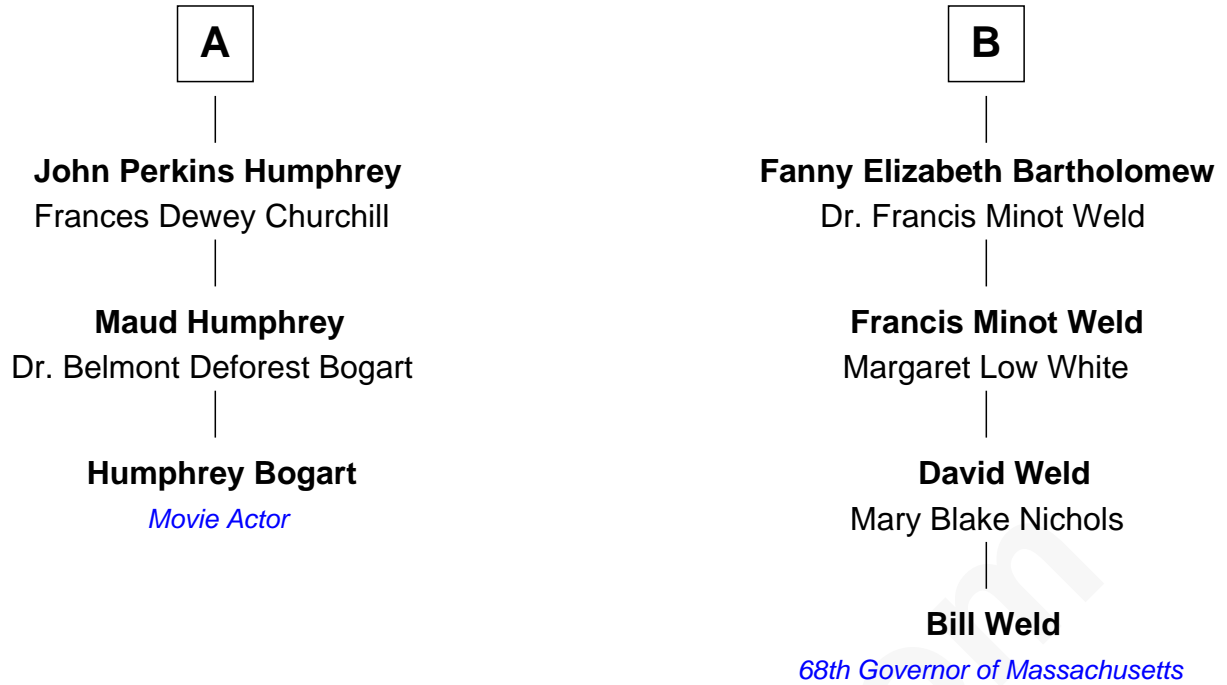 A
John Perkins Humphrey
Frances Dewey Churchill
Maud Humphrey
Dr. Belmont Deforest Bogart
Humphrey Bogart
Movie Actor
B
Fanny Elizabeth Bartholomew
Dr. Francis Minot Weld
Francis Minot Weld
Margaret Low White
David Weld
Mary Blake Nichols
Bill Weld
68th Governor of Massachusetts